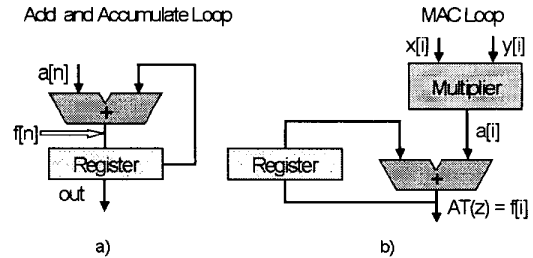 Add and Accumulate Loop
a[n]
+
f[n]
Register
out
a)
MAC Loop
x[i]
y[i]
Multiplier
a[i]
Register
+
AT(z) = f[i]
b)